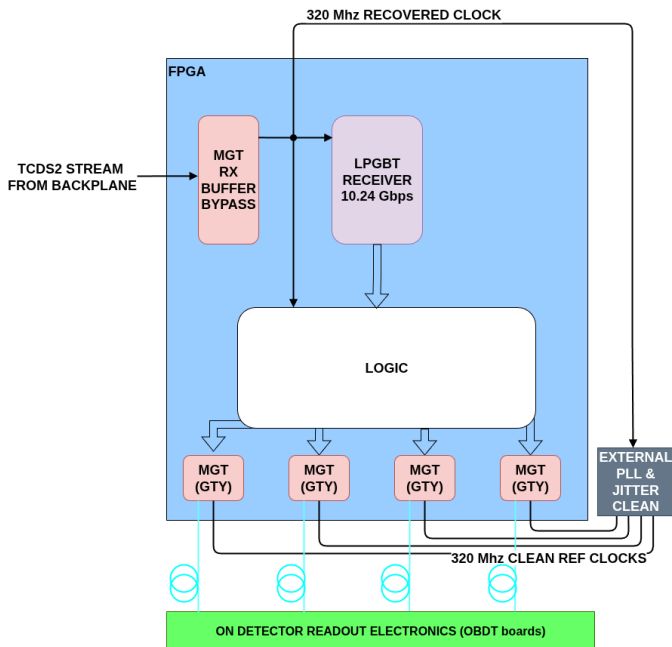 320 Mhz RECOVERED CLOCK
FPGA
MGT
RX
BUFFER
BYPASS
LPGBT
RECEIVER
10.24 Gbps
TCDS2 STREAM
FROM BACKPLANE
LOGIC
MGT
(GTY)
MGT
(GTY)
MGT
(GTY)
MGT
(GTY)
EXTERNAL
PLL &
JITTER
CLEAN
320 Mhz CLEAN REF CLOCKS
ON DETECTOR READOUT ELECTRONICS (OBDT boards)